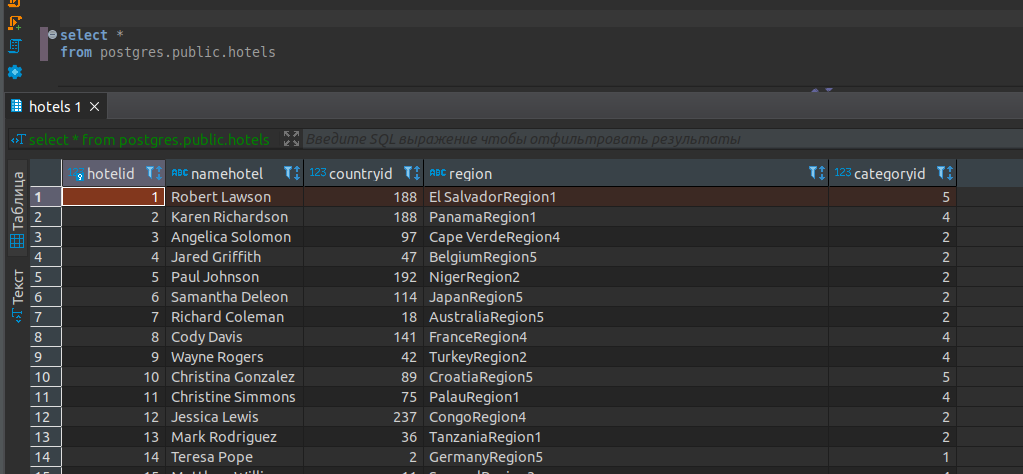 select *
from postgres.public.hotels
hotels 1
select * from postgres.public.hotels Введите SQL выражение чтобы отфильтровать результаты
Таблица
Текст
123 hotelid ABC namehotel 123 countryid ABC region 123 categoryid
1 1 Robert Lawson 188 El SalvadorRegion1 5
2 2 Karen Richardson 188 PanamaRegion1 4
3 3 Angelica Solomon 97 Cape VerdeRegion4 2
4 4 Jared Griffith 47 BelgiumRegion5 2
5 5 Paul Johnson 192 NigerRegion2 2
6 6 Samantha Deleon 114 JapanRegion5 2
7 7 Richard Coleman 18 AustraliaRegion5 2
8 8 Cody Davis 141 FranceRegion4 4
9 9 Wayne Rogers 42 TurkeyRegion2 4
10 10 Christina Gonzalez 89 CroatiaRegion5 5
11 11 Christine Simmons 75 PalauRegion1 4
12 12 Jessica Lewis 237 CongoRegion4 2
13 13 Mark Rodriguez 36 TanzaniaRegion1 2
14 14 Teresa Pope 2 GermanyRegion5 1